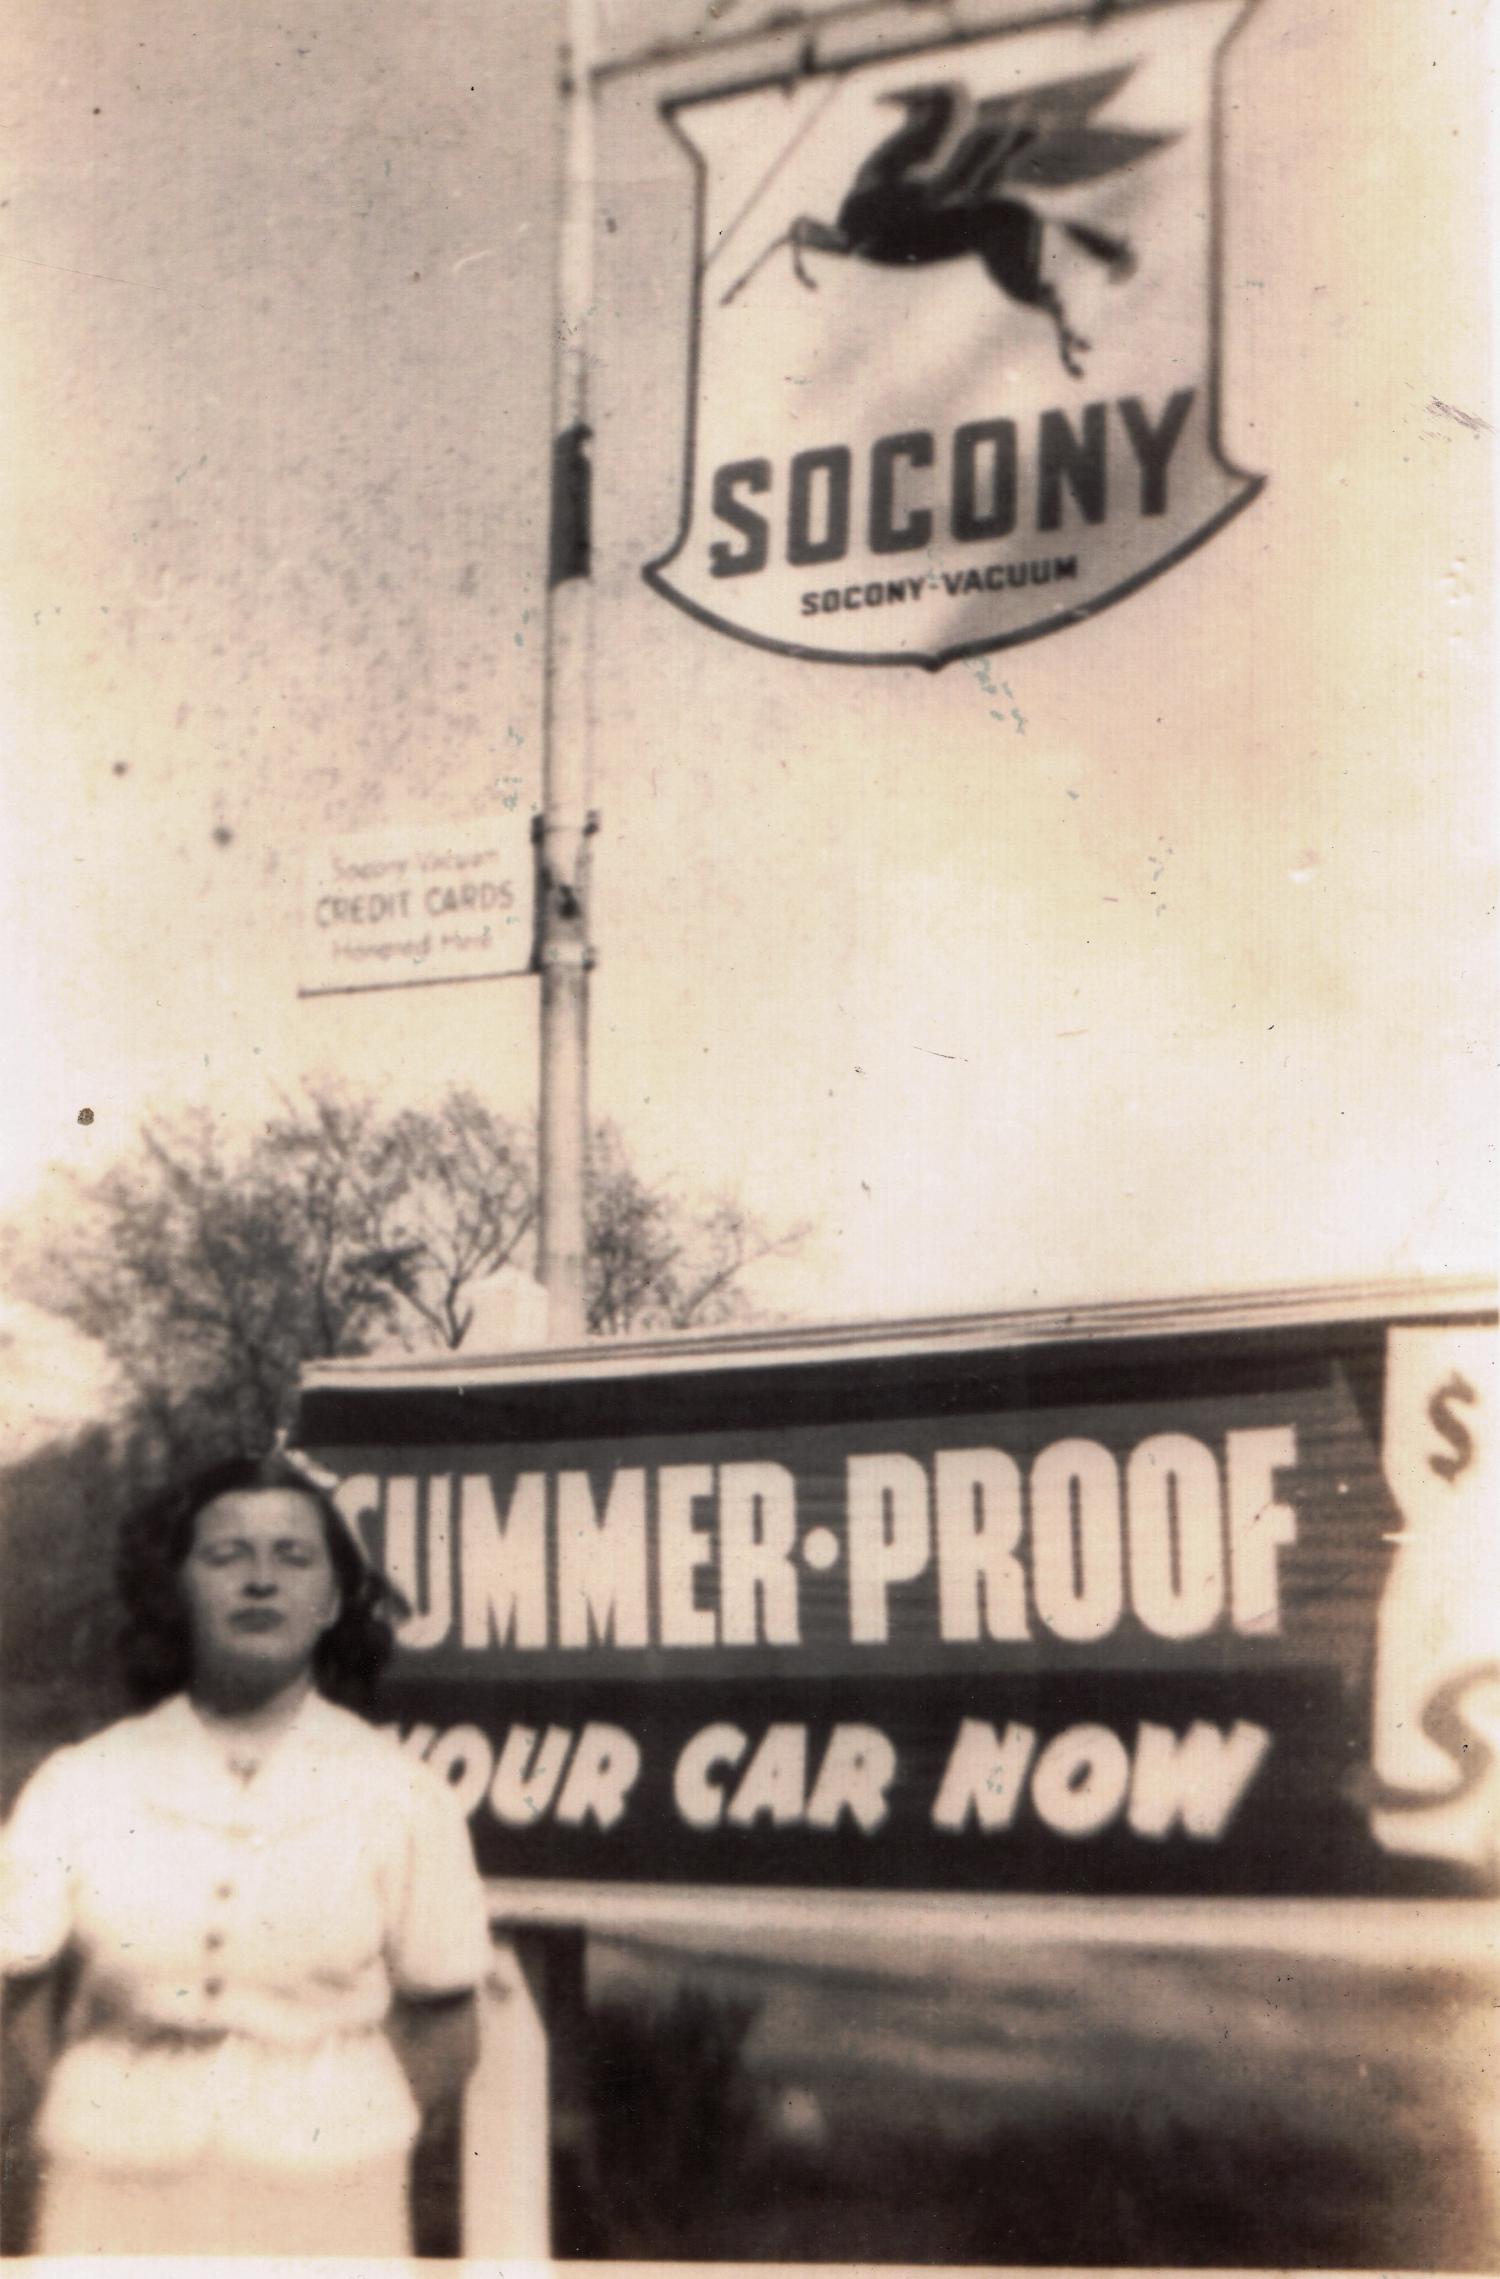 SOCONY
SOCONY-VACUUM
Socony-Vacuum
CREDIT CARDS
Honored Here
SUMMER•PROOF
YOUR CAR NOW